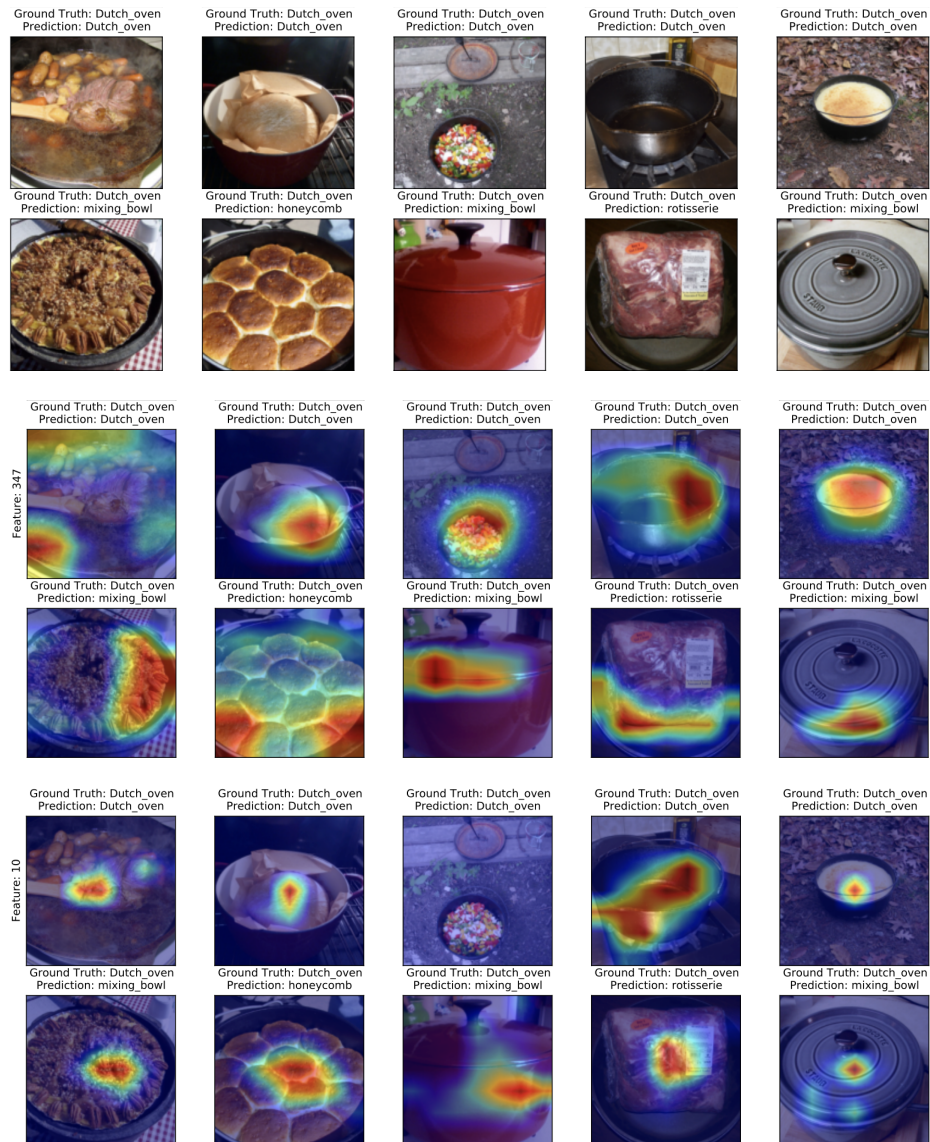 Ground Truth: Dutch_oven Ground Truth: Dutch_oven Ground Truth: Dutch_oven Ground Truth: Dutch_oven Ground Truth: Dutch_oven
Prediction: Dutch_oven Prediction: Dutch_oven Prediction: Dutch_oven Prediction: Dutch_oven Prediction: Dutch_oven
Ground Truth: Dutch_oven Ground Truth: Dutch_oven Ground Truth: Dutch_oven Ground Truth: Dutch_oven Ground Truth: Dutch_oven
Prediction: mixing_bowl Prediction: honeycomb Prediction: mixing_bowl Prediction: rotisserie Prediction: mixing_bowl
LA COCOTTE
STAUB
Ground Truth: Dutch_oven Ground Truth: Dutch_oven Ground Truth: Dutch_oven Ground Truth: Dutch_oven Ground Truth: Dutch_oven
Prediction: Dutch_oven Prediction: Dutch_oven Prediction: Dutch_oven Prediction: Dutch_oven Prediction: Dutch_oven
Feature: 347
Ground Truth: Dutch_oven Ground Truth: Dutch_oven Ground Truth: Dutch_oven Ground Truth: Dutch_oven Ground Truth: Dutch_oven
Prediction: mixing_bowl Prediction: honeycomb Prediction: mixing_bowl Prediction: rotisserie Prediction: mixing_bowl
Ground Truth: Dutch_oven Ground Truth: Dutch_oven Ground Truth: Dutch_oven Ground Truth: Dutch_oven Ground Truth: Dutch_oven
Prediction: Dutch_oven Prediction: Dutch_oven Prediction: Dutch_oven Prediction: Dutch_oven Prediction: Dutch_oven
Feature: 10
Ground Truth: Dutch_oven Ground Truth: Dutch_oven Ground Truth: Dutch_oven Ground Truth: Dutch_oven Ground Truth: Dutch_oven
Prediction: mixing_bowl Prediction: honeycomb Prediction: mixing_bowl Prediction: rotisserie Prediction: mixing_bowl